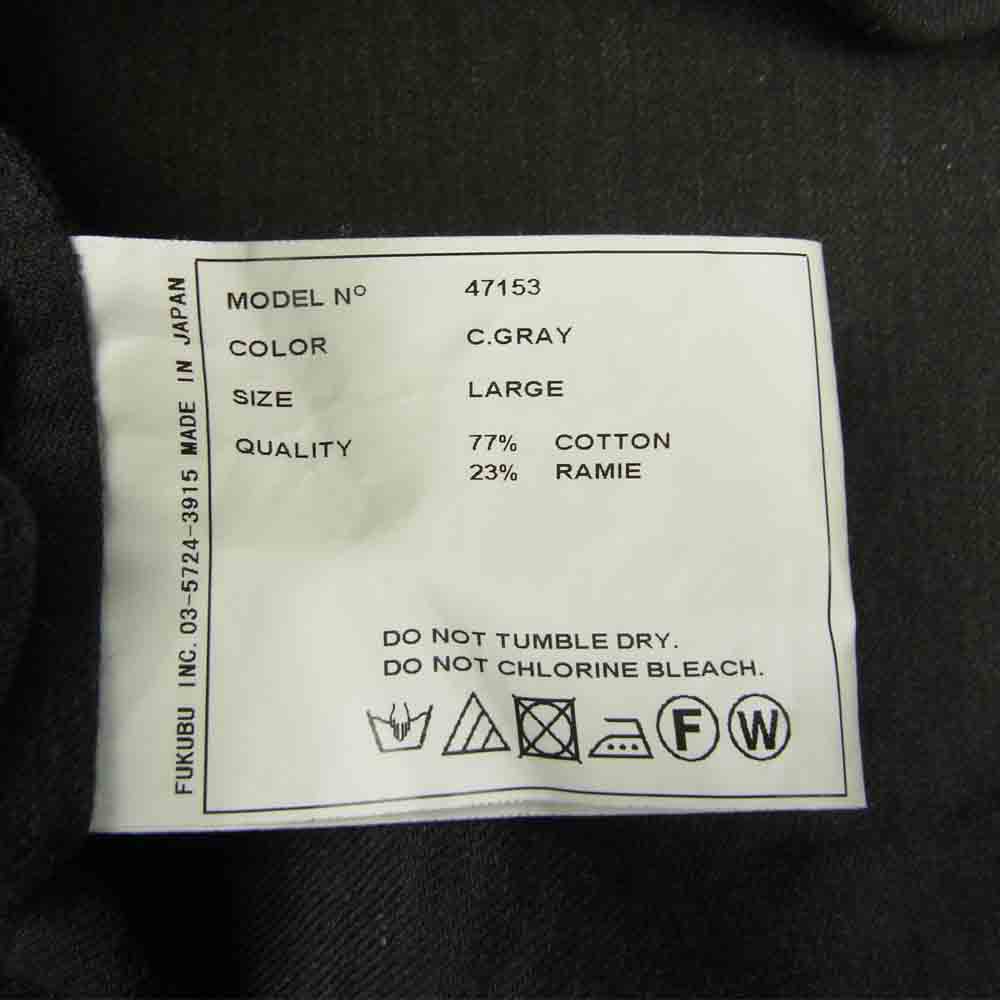 FUKUBU INC. 03-5724-3915 MADE IN JAPAN
MODEL Nº 47153
COLOR C.GRAY
SIZE LARGE
QUALITY 77% COTTON
23% RAMIE
DO NOT TUMBLE DRY.
DO NOT CHLORINE BLEACH.
F W